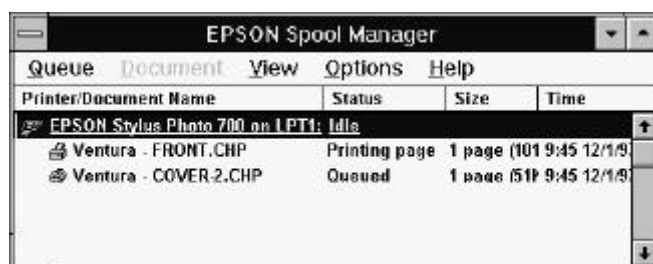 EPSON Spool Manager
Queue Document View Options Help
Printer/Document Name Status Size Time
EPSON Stylus Photo 700 on LPT1: Idle
Ventura - FRONT.CHP Printing page 1 page (101 9:45 12/1/9
Ventura - COVER-2.CHP Queued 1 page (51 9:45 12/1/9